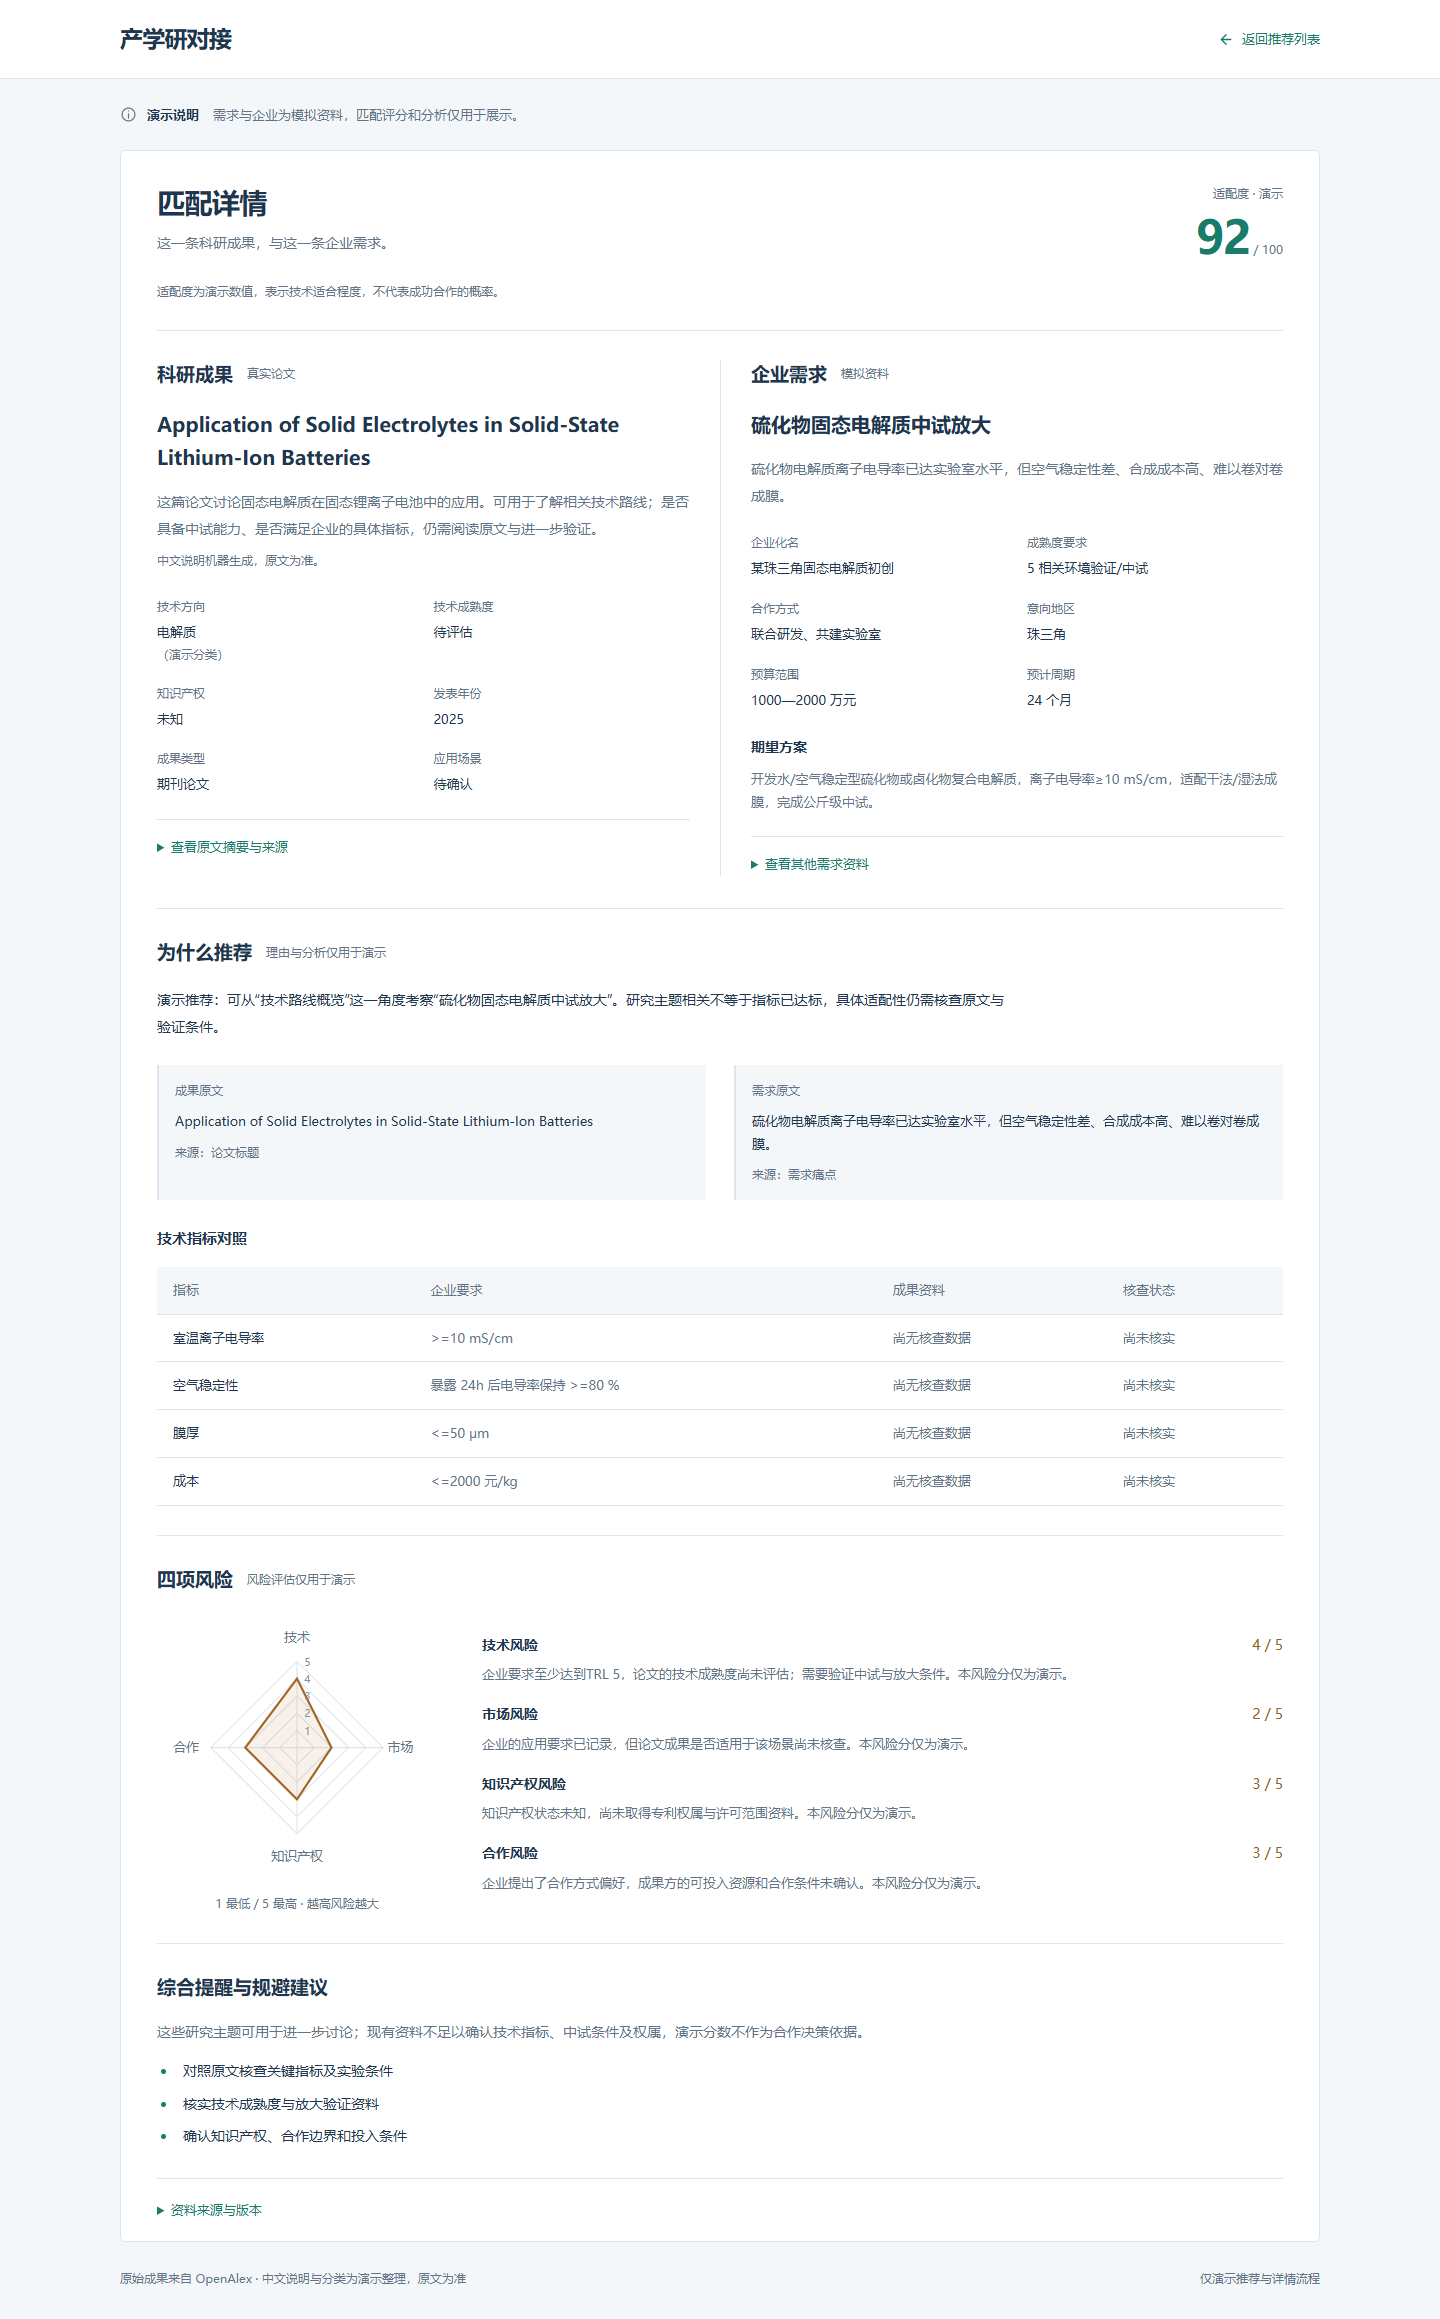 产学研对接
← 返回推荐列表
演示说明 需求与企业为模拟资料，匹配评分和分析仅用于展示。
匹配详情
适配度 · 演示
92 / 100
这一条科研成果，与这一条企业需求。
适配度为演示数值，表示技术适合程度，不代表成功合作的概率。
科研成果 真实论文
Application of Solid Electrolytes in Solid-State
Lithium-Ion Batteries
这篇论文讨论固态电解质在固态锂离子电池中的应用。可用于了解相关技术路线；是否
具备中试能力、是否满足企业的具体指标，仍需阅读原文与进一步验证。
中文说明机器生成，原文为准。
技术方向 技术成熟度
电解质 待评估
（演示分类）
知识产权 发表年份
未知 2025
成果类型 应用场景
期刊论文 待确认
▶ 查看原文摘要与来源
企业需求 模拟资料
硫化物固态电解质中试放大
硫化物电解质离子电导率已达实验室水平，但空气稳定性差、合成成本高、难以卷对卷
成膜。
企业化名 成熟度要求
某珠三角固态电解质初创 5 相关环境验证/中试
合作方式 意向地区
联合研发、共建实验室 珠三角
预算范围 预计周期
1000—2000 万元 24 个月
期望方案
开发水/空气稳定型硫化物或卤化物复合电解质，离子电导率≥10 mS/cm，适配干法/湿法成
膜，完成公斤级中试。
▶ 查看其他需求资料
为什么推荐 理由与分析仅用于演示
演示推荐：可从“技术路线概览”这一角度考察“硫化物固态电解质中试放大”。研究主题相关不等于指标已达标，具体适配性仍需核查原文与
验证条件。
成果原文
Application of Solid Electrolytes in Solid-State Lithium-Ion Batteries
来源：论文标题
需求原文
硫化物电解质离子电导率已达实验室水平，但空气稳定性差、合成成本高、难以卷对卷成
膜。
来源：需求痛点
技术指标对照
指标 企业要求 成果资料 核查状态
室温离子电导率 >=10 mS/cm 尚无核查数据 尚未核实
空气稳定性 暴露 24h 后电导率保持 >=80 % 尚无核查数据 尚未核实
膜厚 <=50 μm 尚无核查数据 尚未核实
成本 <=2000 元/kg 尚无核查数据 尚未核实
四项风险 风险评估仅用于演示
技术
5
4
3
2
1
合作 市场
知识产权
1 最低 / 5 最高 · 越高风险越大
技术风险 4 / 5
企业要求至少达到TRL 5，论文的技术成熟度尚未评估；需要验证中试与放大条件。本风险分仅为演示。
市场风险 2 / 5
企业的应用要求已记录，但论文成果是否适用于该场景尚未核查。本风险分仅为演示。
知识产权风险 3 / 5
知识产权状态未知，尚未取得专利权属与许可范围资料。本风险分仅为演示。
合作风险 3 / 5
企业提出了合作方式偏好，成果方的可投入资源和合作条件未确认。本风险分仅为演示。
综合提醒与规避建议
这些研究主题可用于进一步讨论；现有资料不足以确认技术指标、中试条件及权属，演示分数不作为合作决策依据。
• 对照原文核查关键指标及实验条件
• 核实技术成熟度与放大验证资料
• 确认知识产权、合作边界和投入条件
▶ 资料来源与版本
原始成果来自 OpenAlex · 中文说明与分类为演示整理，原文为准
仅演示推荐与详情流程